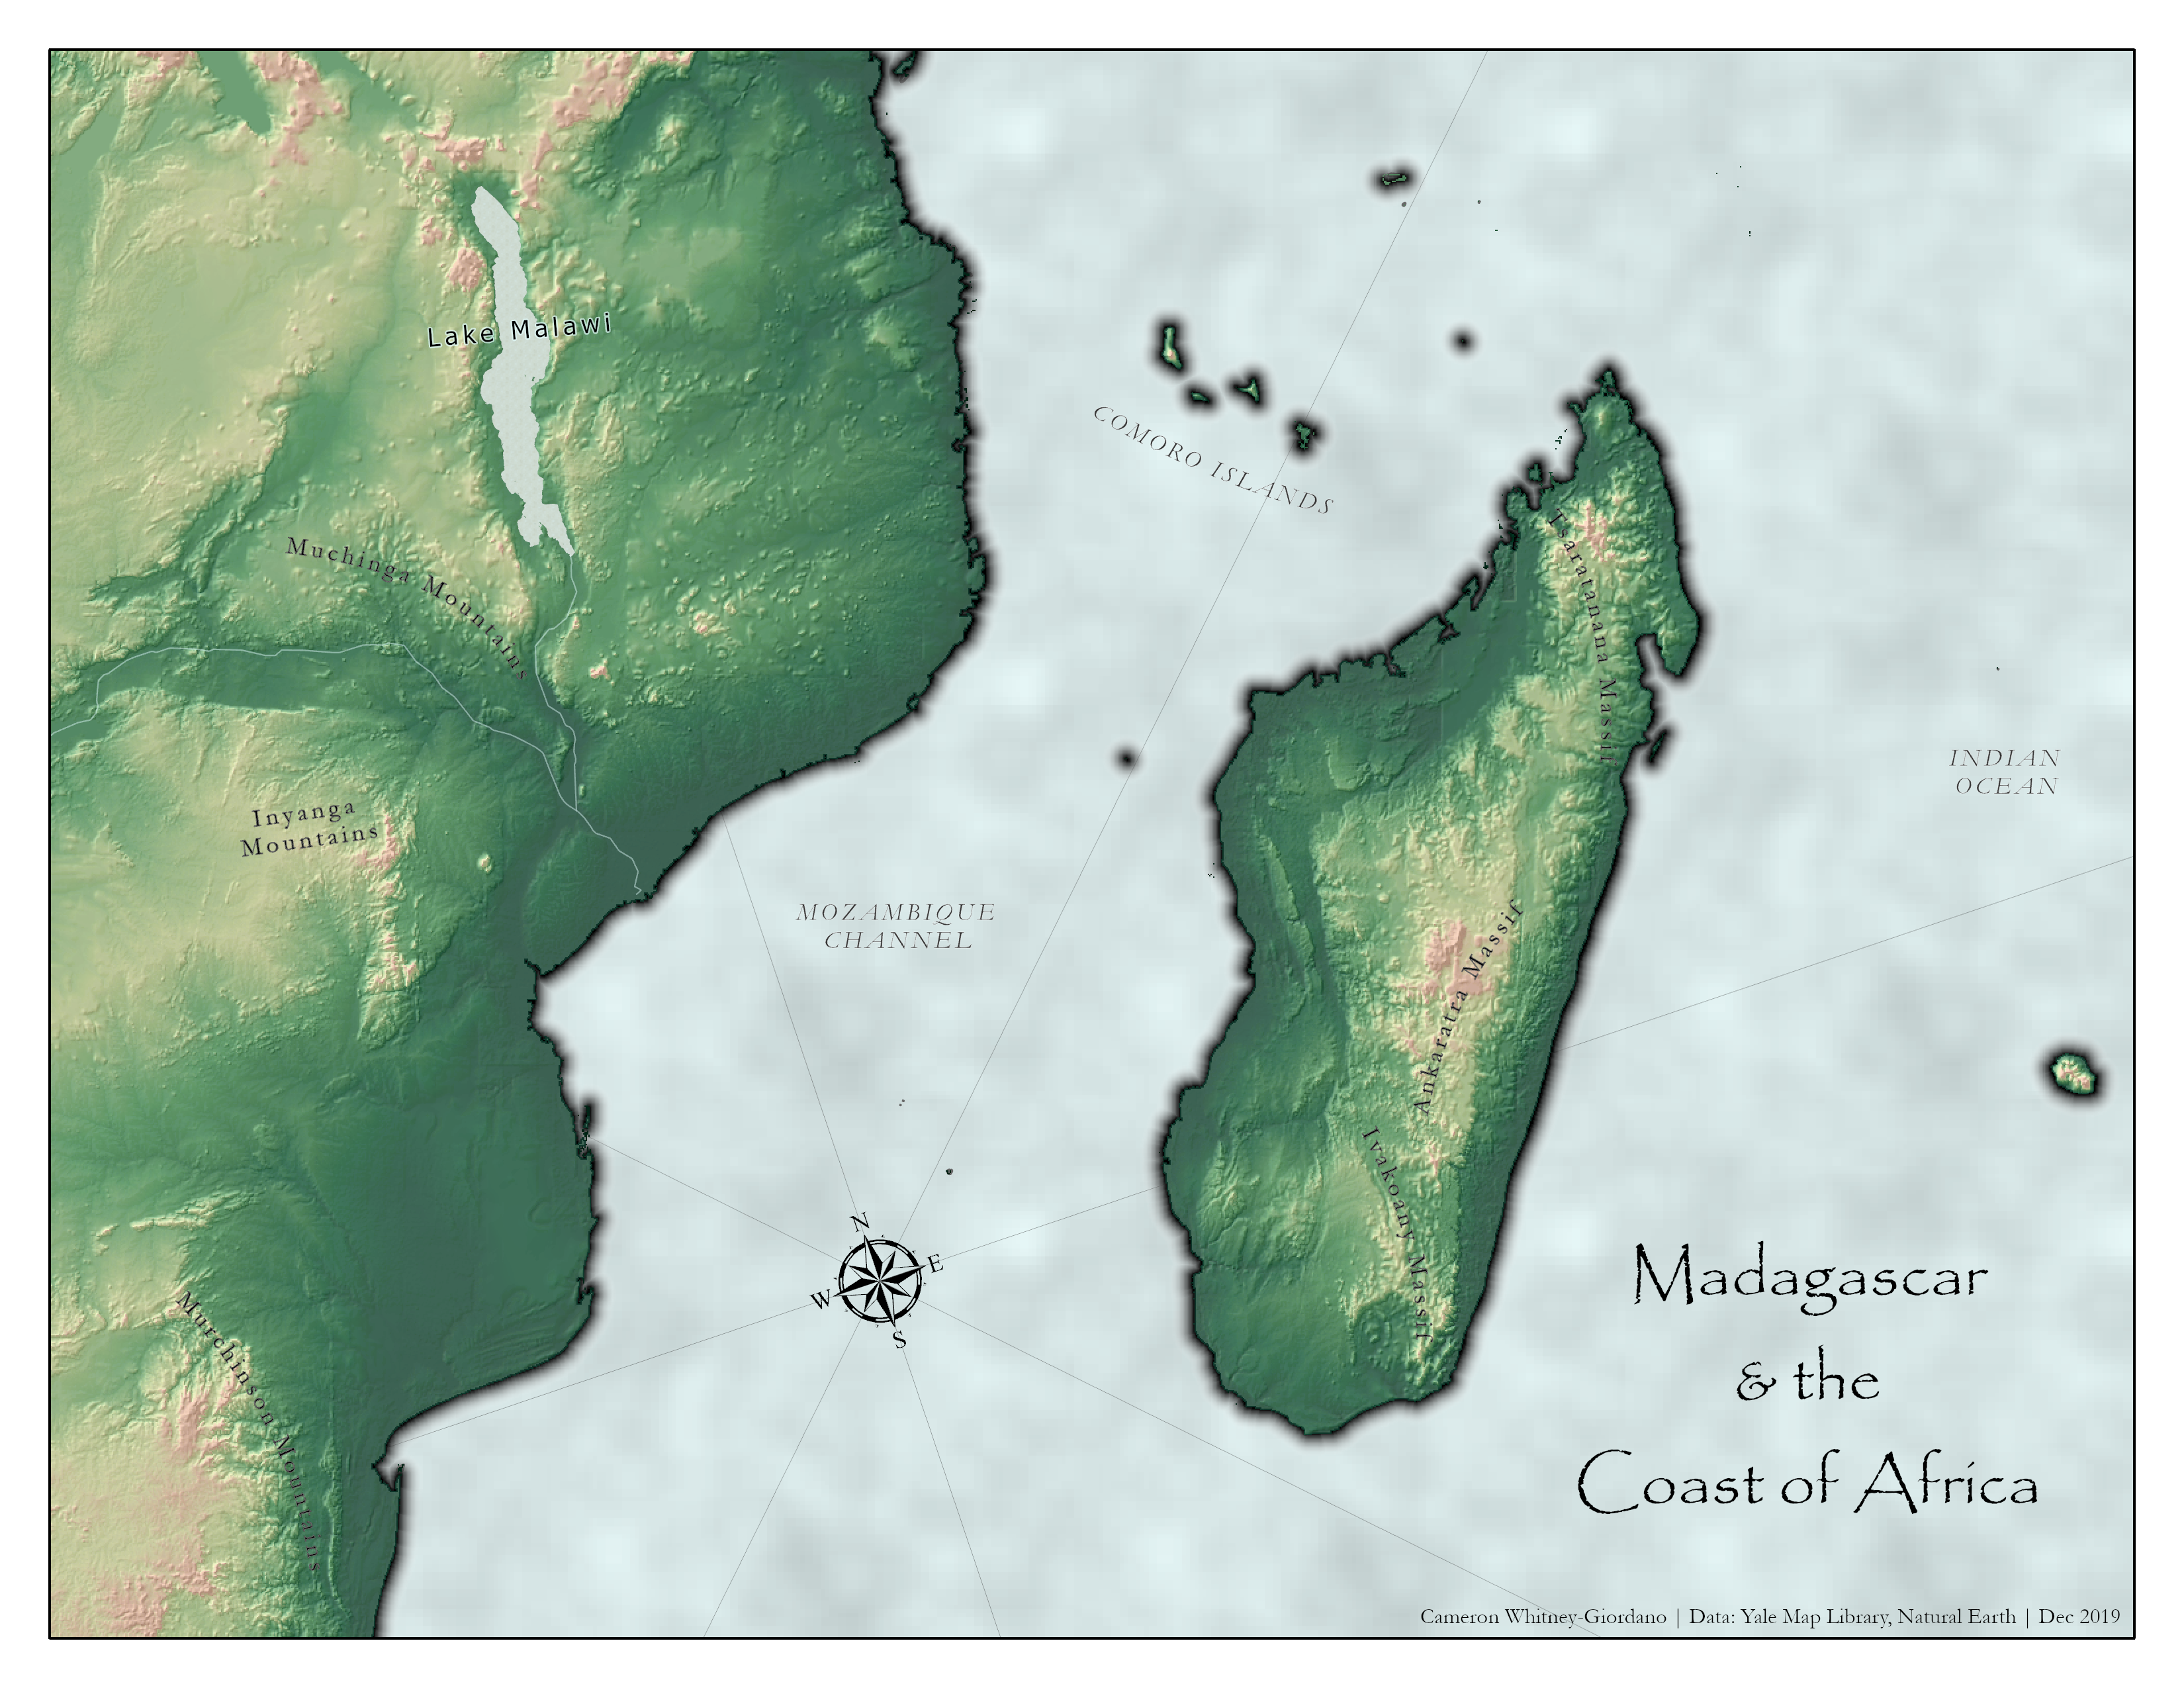 Lake Malawi
COMORO ISLANDS
Muchinga Mountains
Tsaratanana Massif
INDIAN
OCEAN
Inyanga
Mountains
MOZAMBIQUE
CHANNEL
Ankaratra Massif
Ivakoany Massif
N
E
W
S
Murchinson Mountains
Madagascar
& the
Coast of Africa
Cameron Whitney-Giordano | Data: Yale Map Library, Natural Earth | Dec 2019